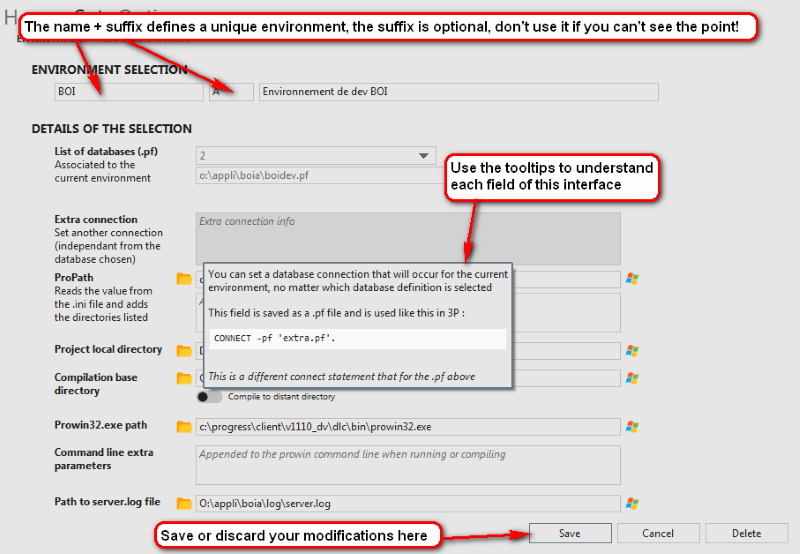 The name + suffix defines a unique environment, the suffix is optional, don't use it if you can't see the point!
ENVIRONMENT SELECTION
BOI
A
Environnement de dev BOI
DETAILS OF THE SELECTION
List of databases (.pf)
Associated to the
current environment
2
o:\appli\boia\boidev.pf
Use the tooltips to understand
each field of this interface
Extra connection
Set another connection
(independant from the
database chosen)
Extra connection info
ProPath
Reads the value from
the .ini file and adds
the directories listed
You can set a database connection that will occur for the current
environment, no matter which database definition is selected
This field is saved as a .pf file and is used like this in 3P :
CONNECT -pf 'extra.pf'.
This is a different connect statement that for the .pf above
Project local directory
Compilation base
directory
Compile to distant directory
Prowin32.exe path
c:\progress\client\v1110_dv\dlc\bin\prowin32.exe
Command line extra
parameters
Appended to the prowin command line when running or compiling
Path to server.log file
O:\appli\boia\log\server.log
Save or discard your modifications here
Save
Cancel
Delete